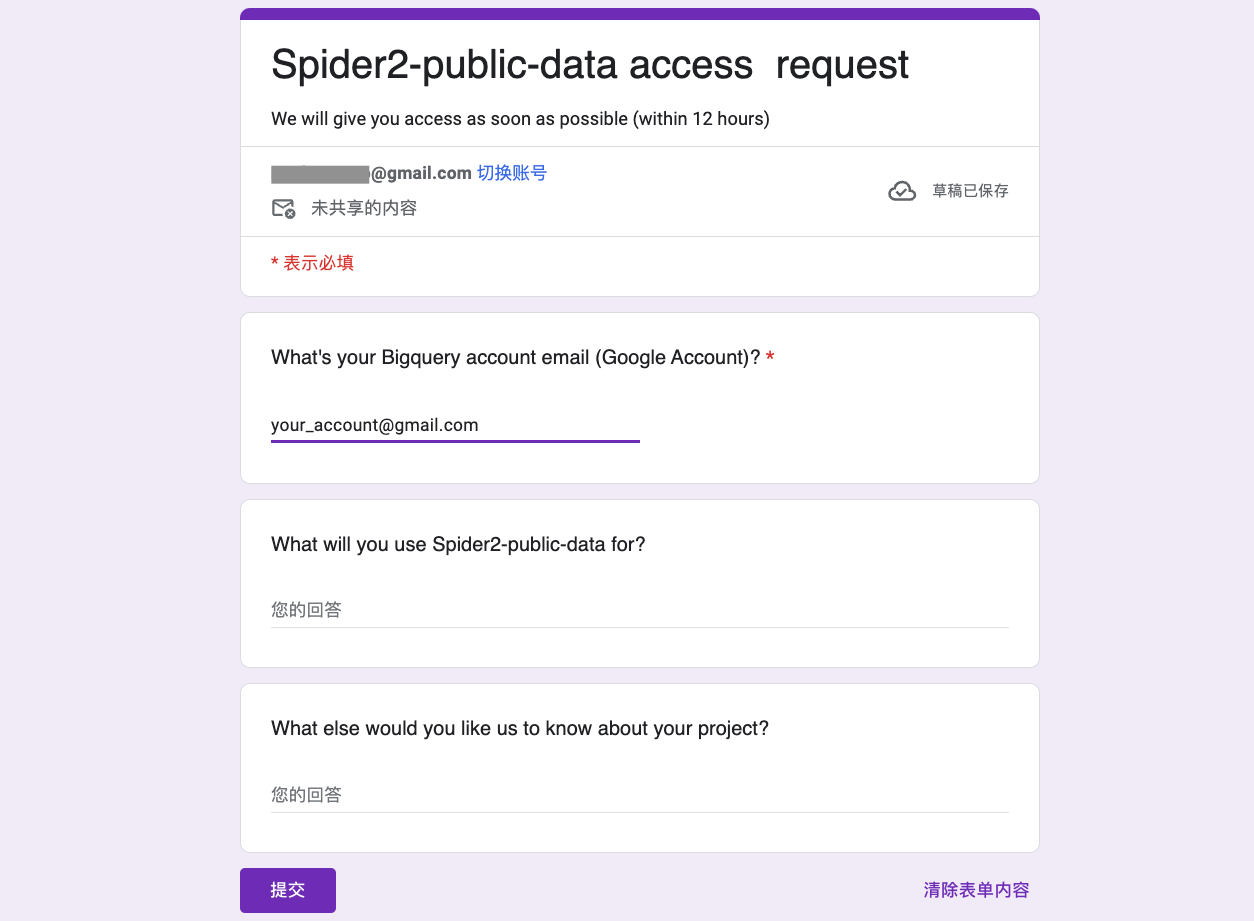 Spider2-public-data access  request
We will give you access as soon as possible (within 12 hours)
@gmail.com 切换账号
未共享的内容
草稿已保存
* 表示必填
What's your Bigquery account email (Google Account)? *
your_account@gmail.com
What will you use Spider2-public-data for?
您的回答
What else would you like us to know about your project?
您的回答
提交
清除表单内容